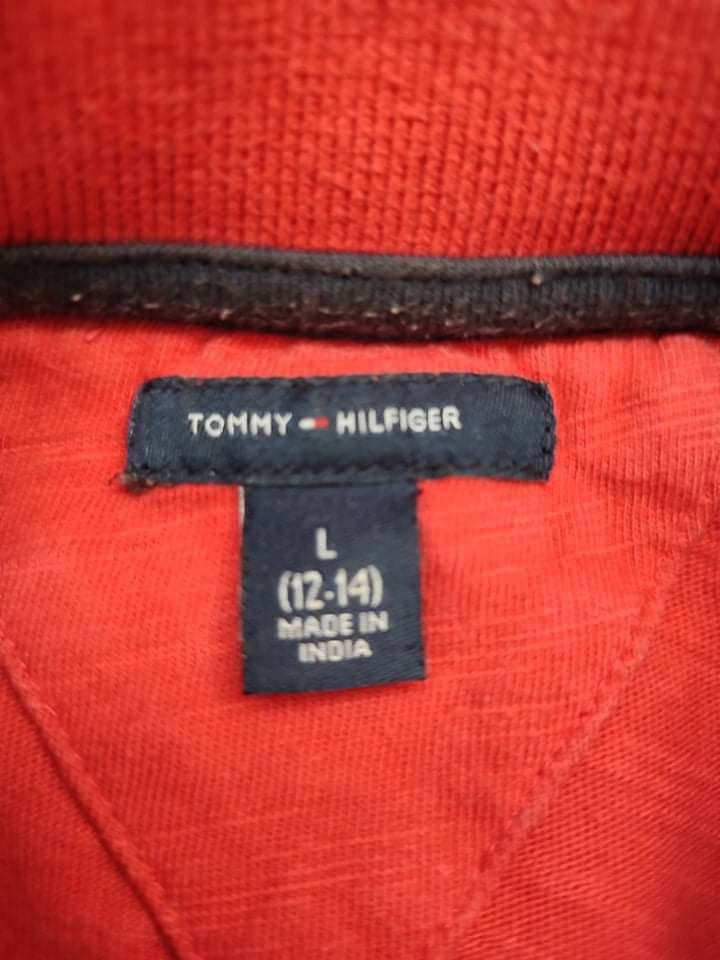 TOMMY HILFIGER
L
(12-14)
MADE IN
INDIA